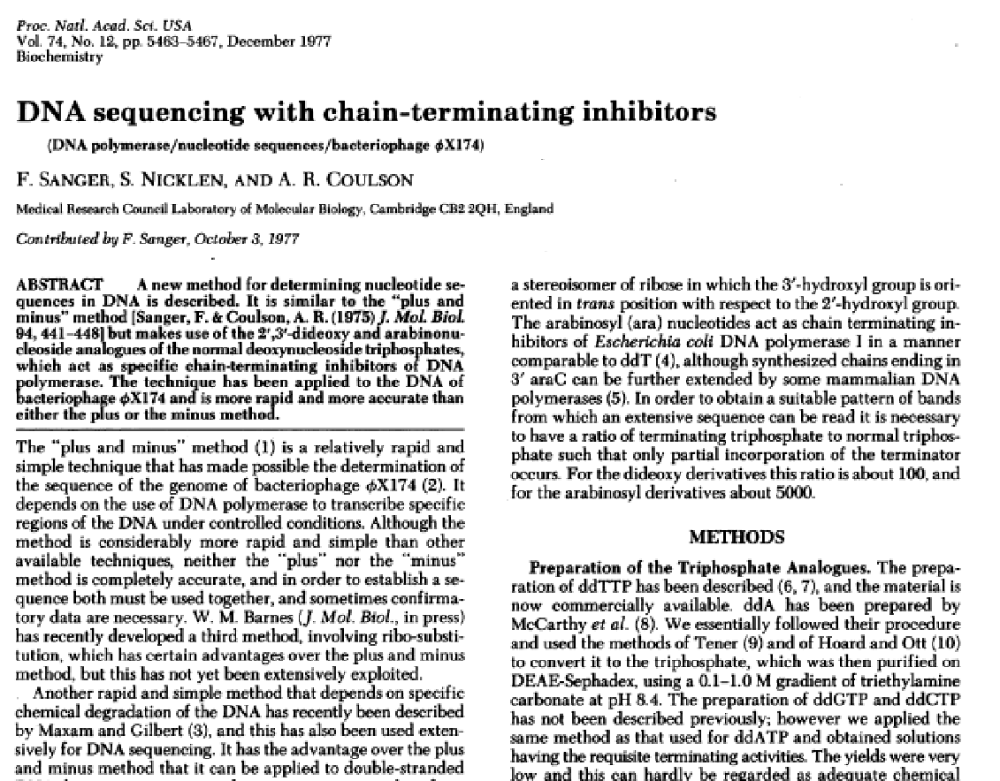 Proc. Natl. Acad. Sci. USA
Vol. 74, No. 12, pp. 5463–5467, December 1977
Biochemistry
DNA sequencing with chain-terminating inhibitors
(DNA polymerase/nucleotide sequences/bacteriophage ϕX174)
F. SANGER, S. NICKLEN, AND A. R. COULSON
Medical Research Council Laboratory of Molecular Biology, Cambridge CB2 2QH, England
Contributed by F. Sanger, October 3, 1977
ABSTRACT A new method for determining nucleotide se-
quences in DNA is described. It is similar to the "plus and
minus" method [Sanger, F. & Coulson, A. R. (1975) J. Mol. Biol.
94, 441–448] but makes use of the 2',3'-dideoxy and arabinonu-
cleoside analogues of the normal deoxynucleoside triphosphates,
which act as specific chain-terminating inhibitors of DNA
polymerase. The technique has been applied to the DNA of
bacteriophage ϕX174 and is more rapid and more accurate than
either the plus or the minus method.
The "plus and minus" method (1) is a relatively rapid and
simple technique that has made possible the determination of
the sequence of the genome of bacteriophage ϕX174 (2). It
depends on the use of DNA polymerase to transcribe specific
regions of the DNA under controlled conditions. Although the
method is considerably more rapid and simple than other
available techniques, neither the "plus" nor the "minus"
method is completely accurate, and in order to establish a se-
quence both must be used together, and sometimes confirma-
tory data are necessary. W. M. Barnes (J. Mol. Biol., in press)
has recently developed a third method, involving ribo-substi-
tution, which has certain advantages over the plus and minus
method, but this has not yet been extensively exploited.
Another rapid and simple method that depends on specific
chemical degradation of the DNA has recently been described
by Maxam and Gilbert (3), and this has also been used exten-
sively for DNA sequencing. It has the advantage over the plus
and minus method that it can be applied to double-stranded
a stereoisomer of ribose in which the 3'-hydroxyl group is ori-
ented in trans position with respect to the 2'-hydroxyl group.
The arabinosyl (ara) nucleotides act as chain terminating in-
hibitors of Escherichia coli DNA polymerase I in a manner
comparable to ddT (4), although synthesized chains ending in
3' araC can be further extended by some mammalian DNA
polymerases (5). In order to obtain a suitable pattern of bands
from which an extensive sequence can be read it is necessary
to have a ratio of terminating triphosphate to normal triphos-
phate such that only partial incorporation of the terminator
occurs. For the dideoxy derivatives this ratio is about 100, and
for the arabinosyl derivatives about 5000.
METHODS
Preparation of the Triphosphate Analogues. The prepa-
ration of ddTTP has been described (6, 7), and the material is
now commercially available. ddA has been prepared by
McCarthy et al. (8). We essentially followed their procedure
and used the methods of Tener (9) and of Hoard and Ott (10)
to convert it to the triphosphate, which was then purified on
DEAE-Sephadex, using a 0.1–1.0 M gradient of triethylamine
carbonate at pH 8.4. The preparation of ddGTP and ddCTP
has not been described previously; however we applied the
same method as that used for ddATP and obtained solutions
having the requisite terminating activities. The yields were very
low and this can hardly be regarded as adequate chemical